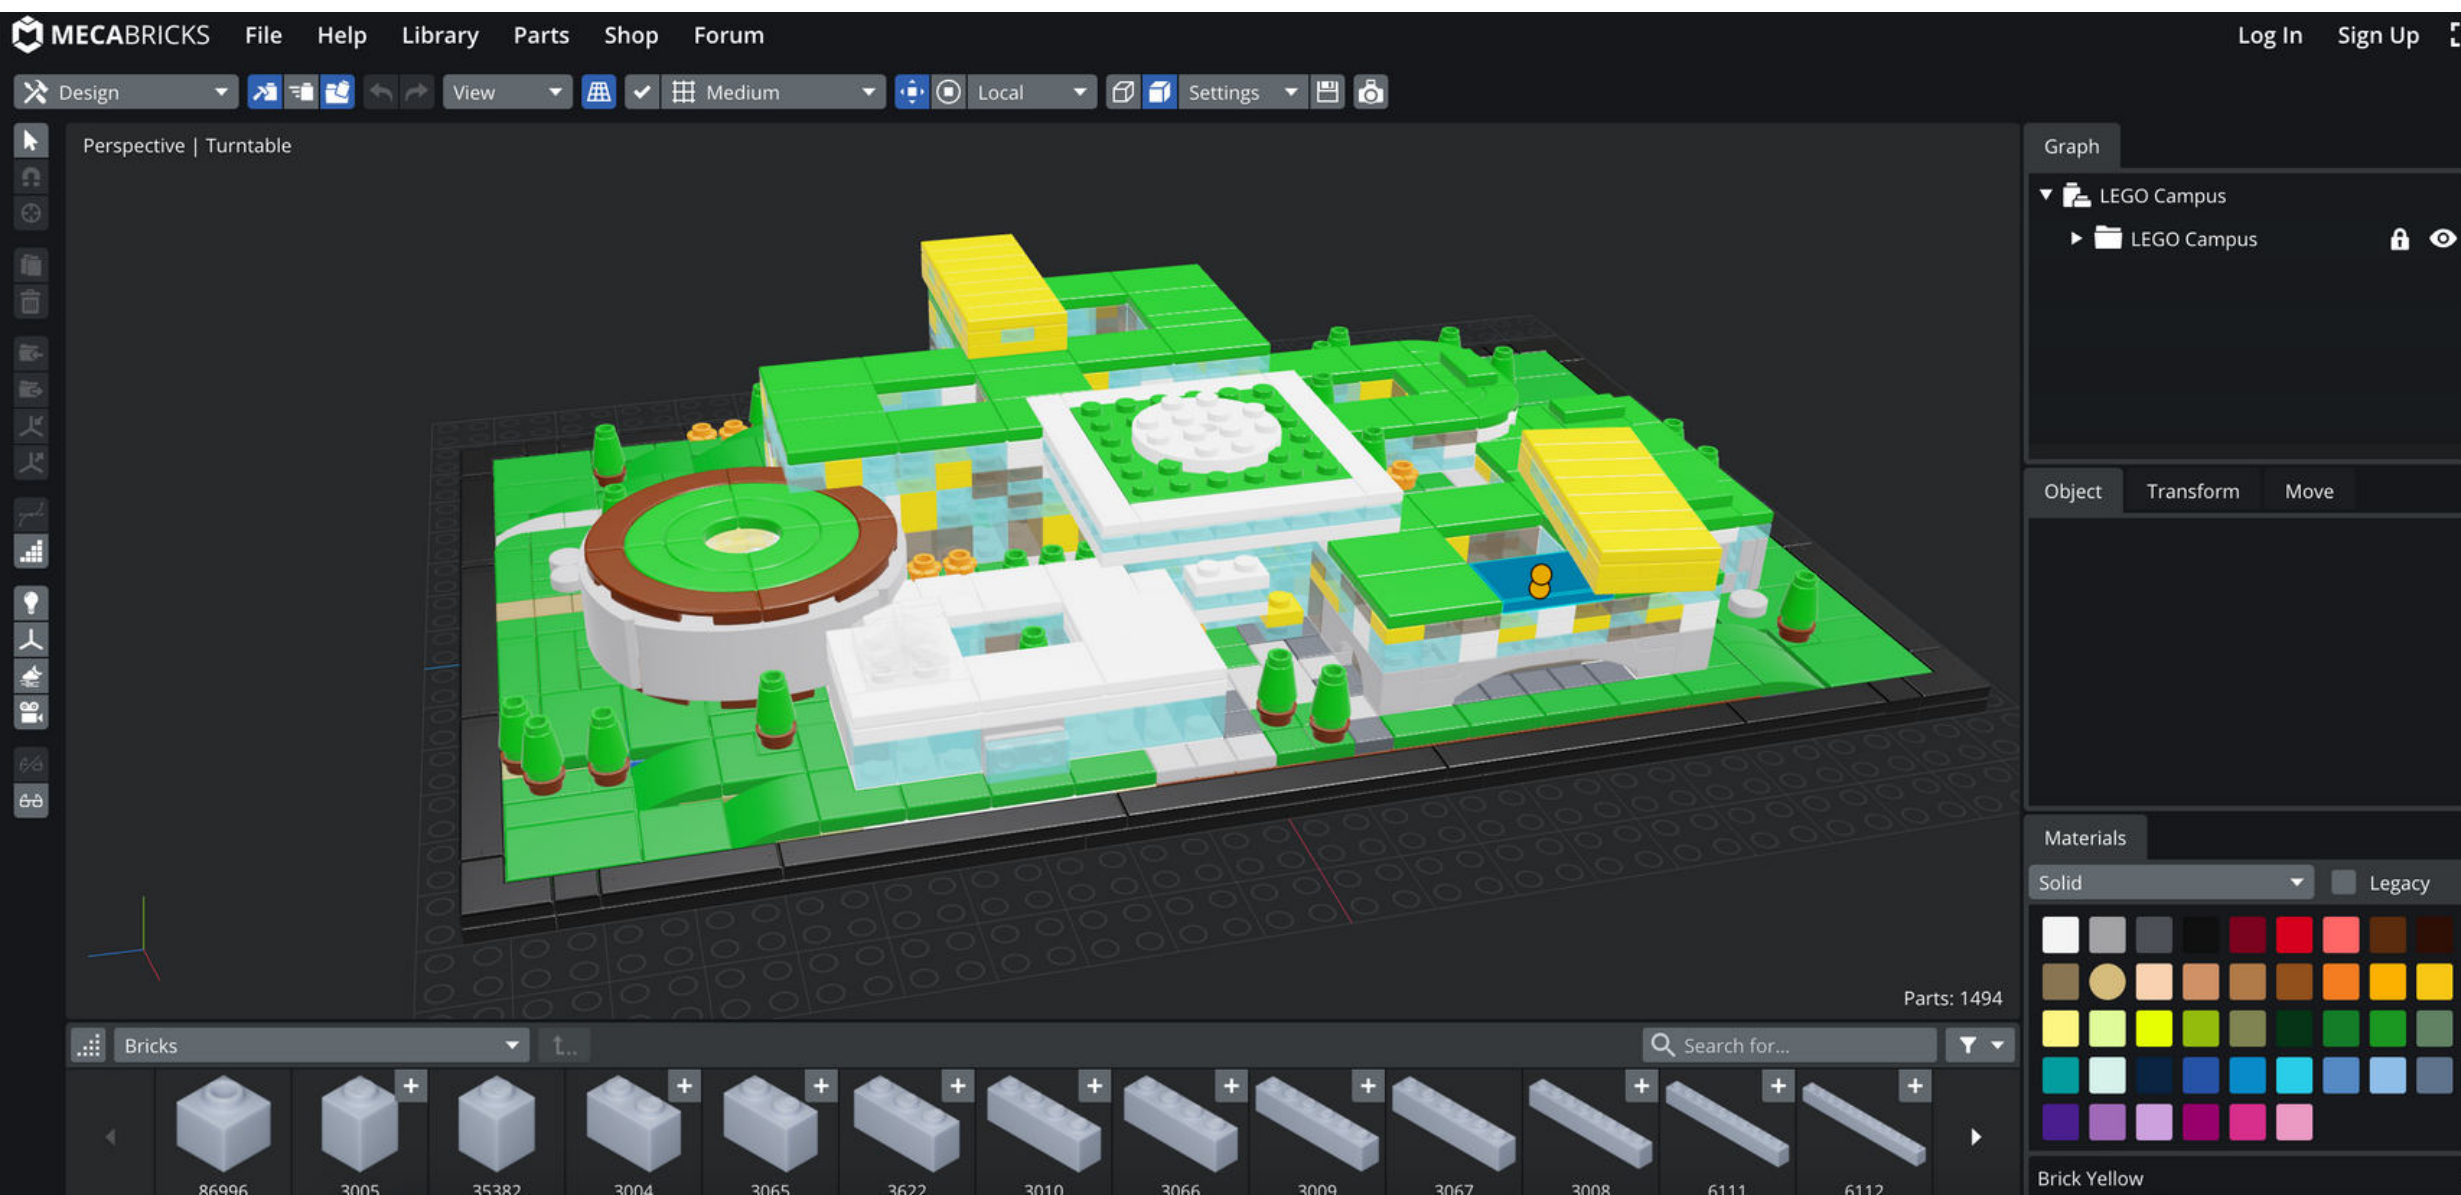 MECABRICKS File Help Library Parts Shop Forum Log In Sign Up
Design View Medium Local Settings
Perspective | Turntable
Graph
LEGO Campus
LEGO Campus
Object Transform Move
Materials
Solid Legacy
Parts: 1494
Bricks t... Search for...
86996 3005 35382 3004 3065 3622 3010 3066 3009 3067 3008 6111 6112
Brick Yellow